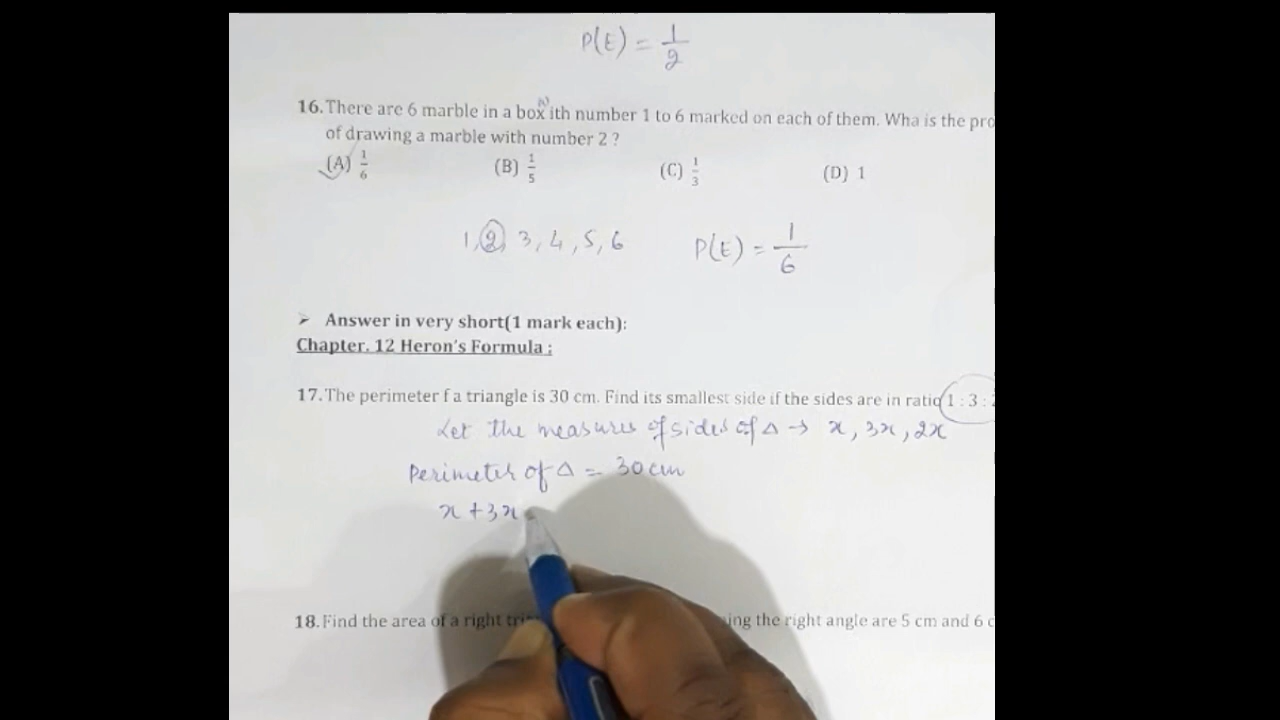 P(E) = 1/2
16. There are 6 marble in a box (w)ith number 1 to 6 marked on each of them. Wha is the pro
of drawing a marble with number 2 ?
(A) 1/6 (B) 1/5 (C) 1/3 (D) 1
1, 2, 3, 4, 5, 6 P(E) = 1/6
➤ Answer in very short(1 mark each):
Chapter. 12 Heron's Formula ;
17. The perimeter f a triangle is 30 cm. Find its smallest side if the sides are in ratio 1 : 3 :
Let the measures of sides of Δ → x, 3x, 2x
Perimeter of Δ = 30 cm
x + 3x
18. Find the area of a right ing the right angle are 5 cm and 6